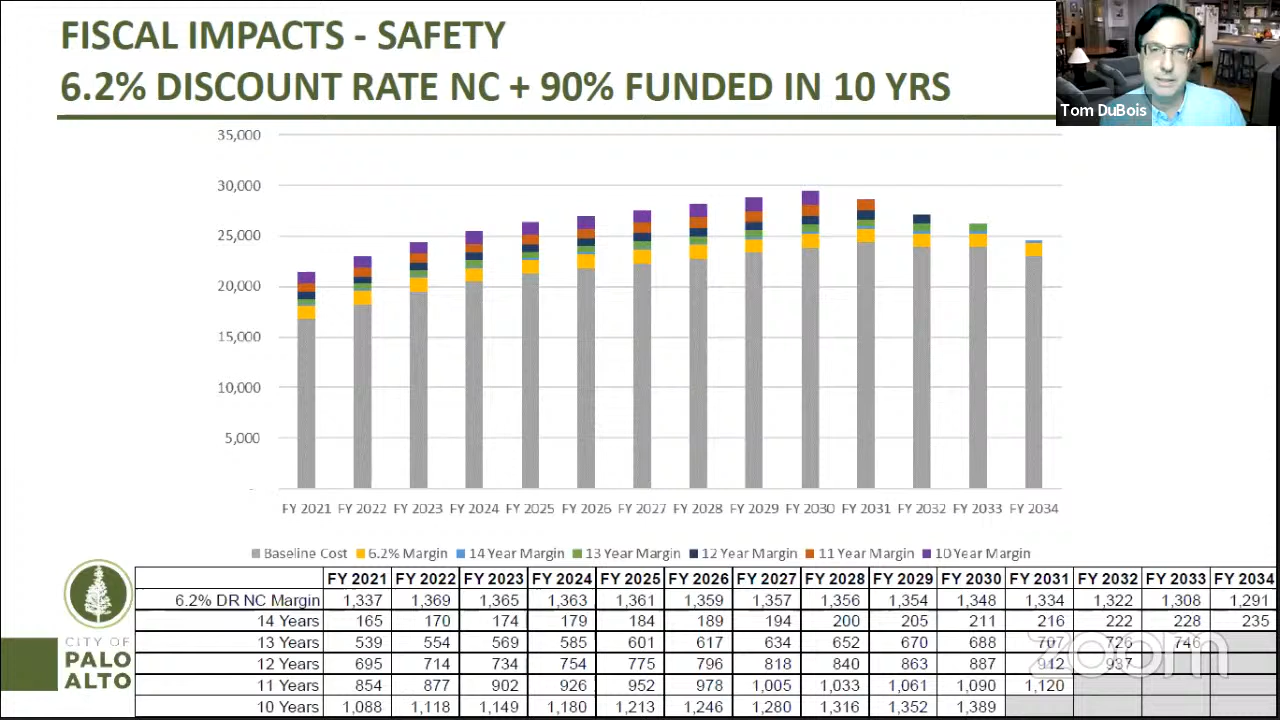 FISCAL IMPACTS - SAFETY
6.2% DISCOUNT RATE NC + 90% FUNDED IN 10 YRS
Tom DuBois
35,000
30,000
25,000
20,000
15,000
10,000
5,000
-
FY 2021 FY 2022 FY 2023 FY 2024 FY 2025 FY 2026 FY 2027 FY 2028 FY 2029 FY 2030 FY 2031 FY 2032 FY 2033 FY 2034
Baseline Cost 6.2% Margin 14 Year Margin 13 Year Margin 12 Year Margin 11 Year Margin 10 Year Margin
FY 2021 FY 2022 FY 2023 FY 2024 FY 2025 FY 2026 FY 2027 FY 2028 FY 2029 FY 2030 FY 2031 FY 2032 FY 2033 FY 2034
6.2% DR NC Margin 1,337 1,369 1,365 1,363 1,361 1,359 1,357 1,356 1,354 1,348 1,334 1,322 1,308 1,291
14 Years 165 170 174 179 184 189 194 200 205 211 216 222 228 235
13 Years 539 554 569 585 601 617 634 652 670 688 707 726 746
12 Years 695 714 734 754 775 796 818 840 863 887 912 937
11 Years 854 877 902 926 952 978 1,005 1,033 1,061 1,090 1,120
10 Years 1,088 1,118 1,149 1,180 1,213 1,246 1,280 1,316 1,352 1,389
CITY OF
PALO
ALTO
zoom